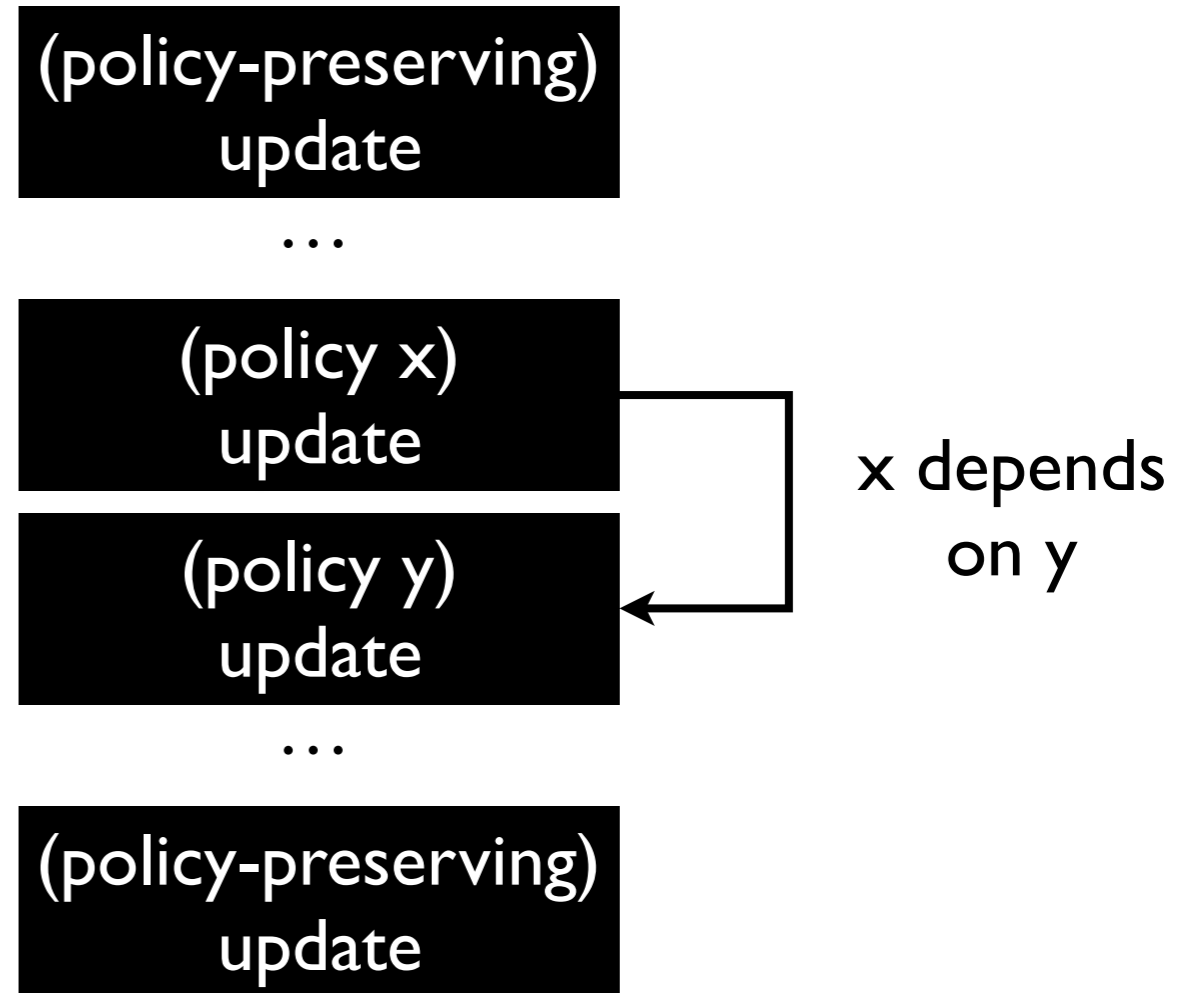 (policy-preserving)
update
...
(policy x)
update
x depends
on y
(policy y)
update
...
(policy-preserving)
update